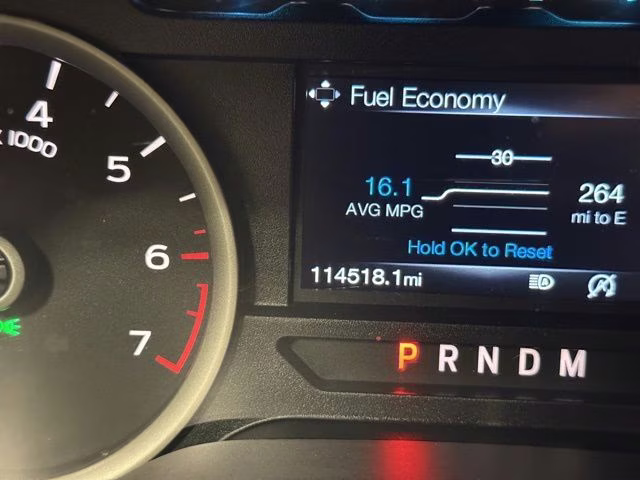 4
x 1000
5
6
7
Fuel Economy
30
16.1
AVG MPG
264
mi to E
Hold OK to Reset
114518.1mi
P R N D M